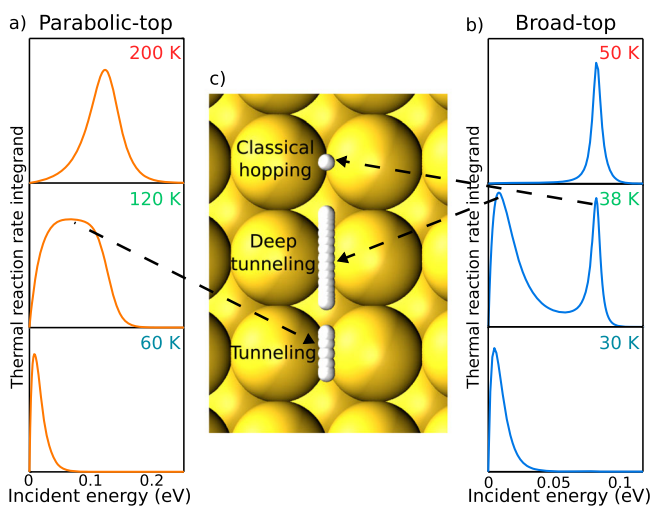 a) Parabolic-top
Thermal reaction rate integrand
200 K
120 K
60 K
0 0.1 0.2
Incident energy (eV)
c)
Classical
hopping
Deep
tunneling
Tunneling
b) Broad-top
Thermal reaction rate integrand
50 K
38 K
30 K
0 0.05 0.1
Incident energy (eV)